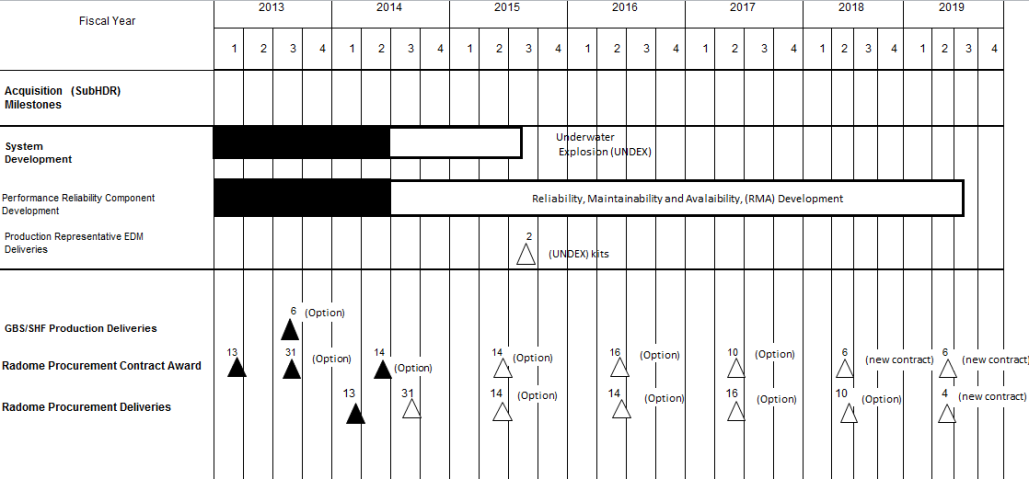 Fiscal Year
2013 2014 2015 2016 2017 2018 2019
1 2 3 4 1 2 3 4 1 2 3 4 1 2 3 4 1 2 3 4 1 2 3 4 1 2 3 4
Acquisition (SubHDR)
Milestones
System
Development
Underwater
Explosion (UNDEX)
Performance Reliability Component
Development
Reliability, Maintainability and Avalaibility, (RMA) Development
Production Representative EDM
Deliveries
2
(UNDEX) kits
GBS/SHF Production Deliveries
6 (Option)
Radome Procurement Contract Award
13 31 (Option) 14 (Option) 14 (Option) 16 (Option) 10 (Option) 6 (new contract) 6 (new contract)
Radome Procurement Deliveries
13 31 14 (Option) 14 (Option) 16 (Option) 10 (Option) 4 (new contract)